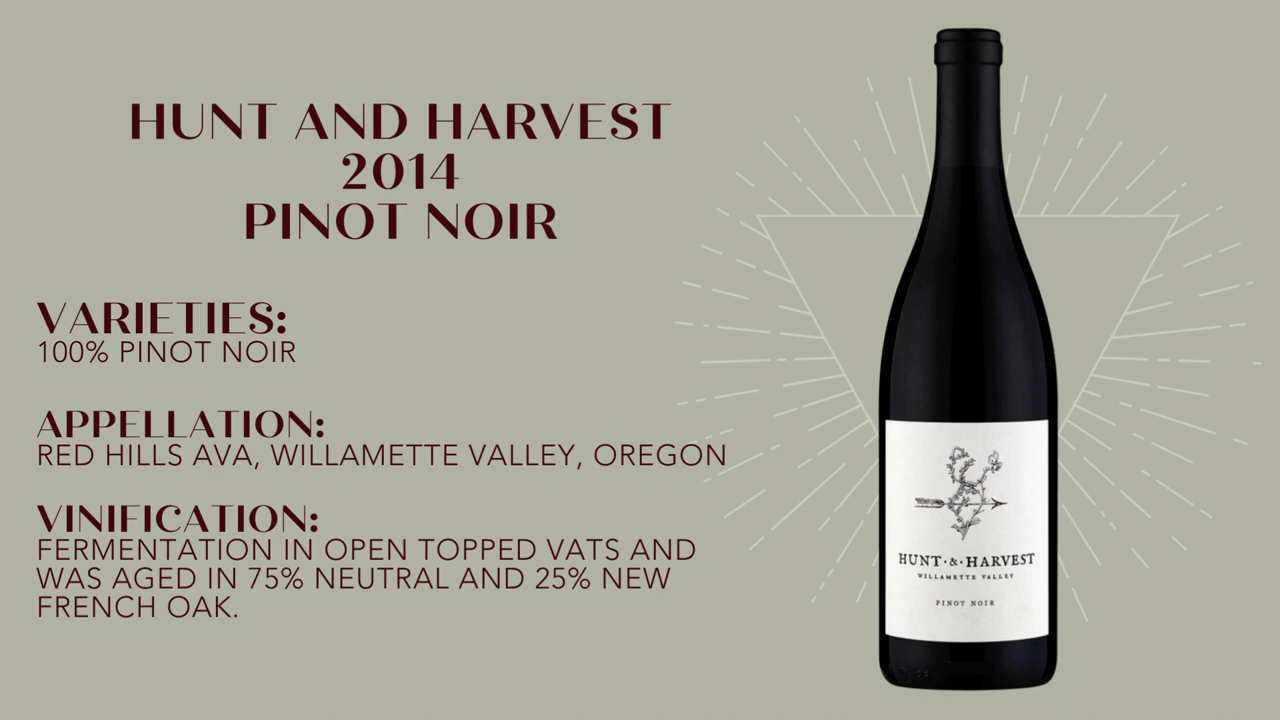 HUNT AND HARVEST
2014
PINOT NOIR
VARIETIES:
100% PINOT NOIR
APPELLATION:
RED HILLS AVA, WILLAMETTE VALLEY, OREGON
VINIFICATION:
FERMENTATION IN OPEN TOPPED VATS AND
WAS AGED IN 75% NEUTRAL AND 25% NEW
FRENCH OAK.
HUNT·&·HARVEST
WILLAMETTE VALLEY
PINOT NOIR